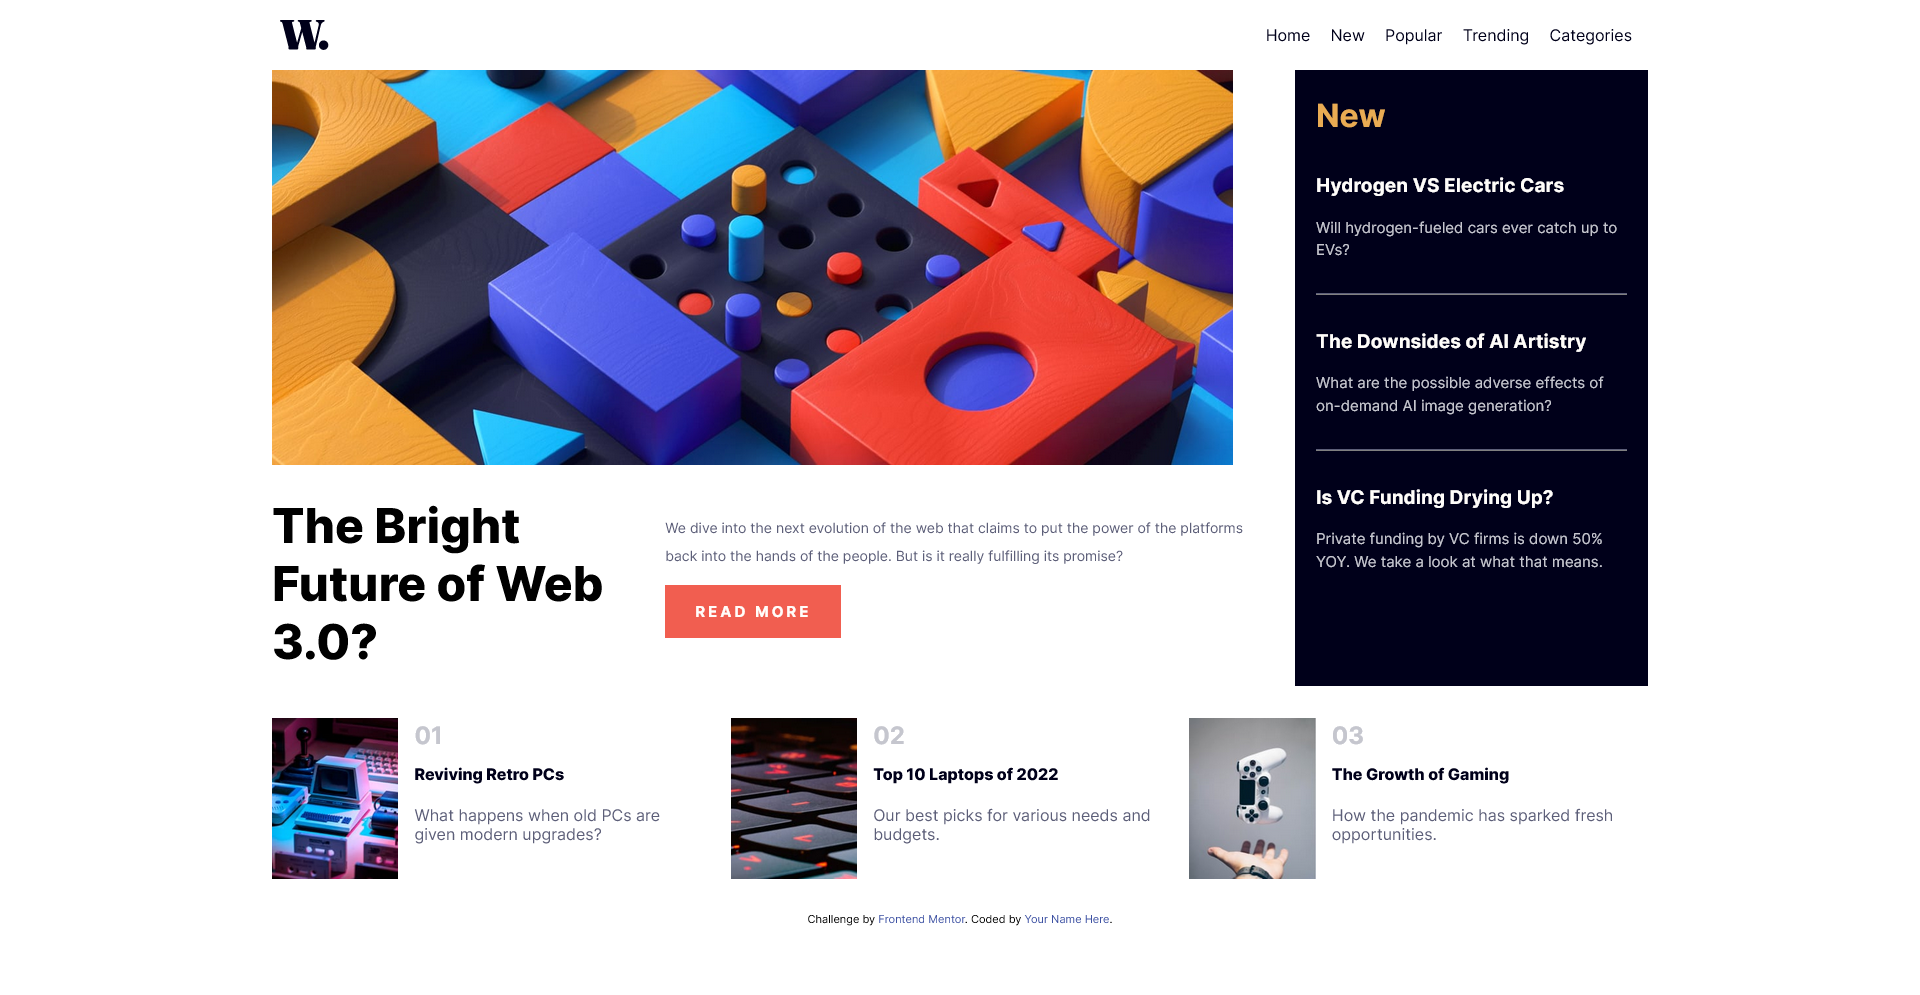 W.
Home New Popular Trending Categories
New
Hydrogen VS Electric Cars
Will hydrogen-fueled cars ever catch up to
EVs?
The Downsides of AI Artistry
What are the possible adverse effects of
on-demand AI image generation?
Is VC Funding Drying Up?
Private funding by VC firms is down 50%
YOY. We take a look at what that means.
The Bright
Future of Web
3.0?
We dive into the next evolution of the web that claims to put the power of the platforms
back into the hands of the people. But is it really fulfilling its promise?
READ MORE
01
Reviving Retro PCs
What happens when old PCs are
given modern upgrades?
02
Top 10 Laptops of 2022
Our best picks for various needs and
budgets.
03
The Growth of Gaming
How the pandemic has sparked fresh
opportunities.
Challenge by Frontend Mentor. Coded by Your Name Here.